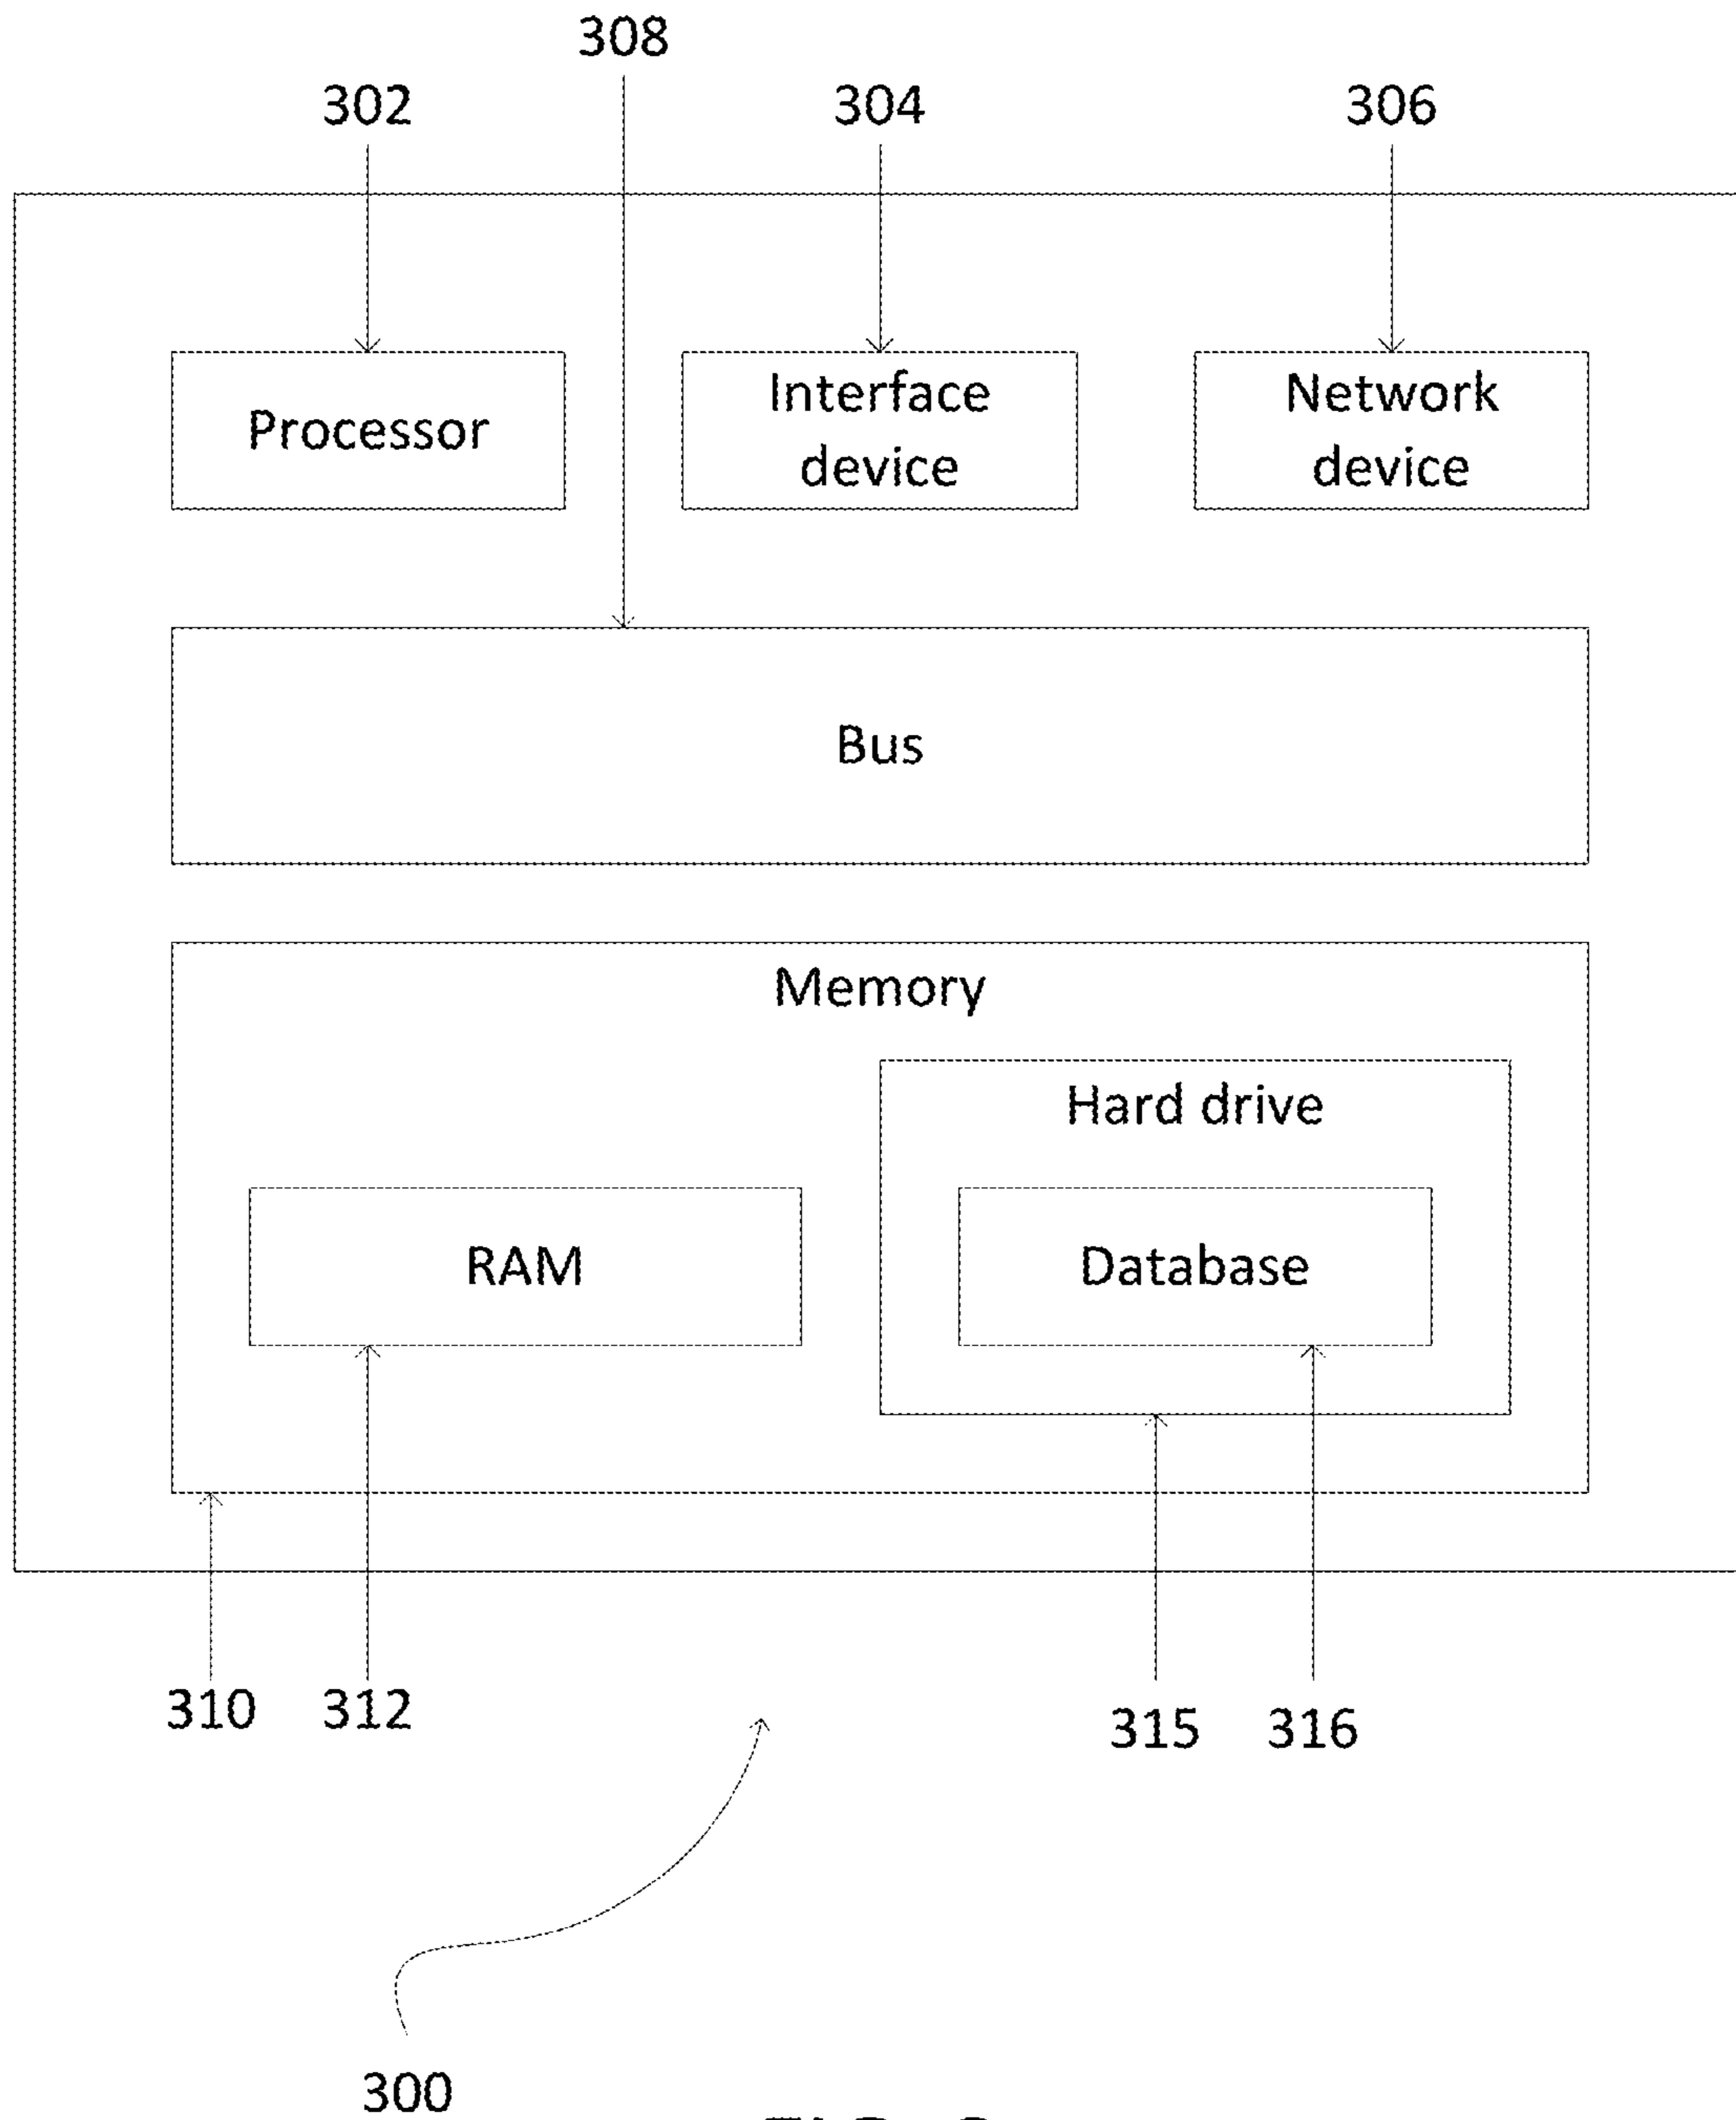 308
302
304
306
Processor
Interface
device
Network
device
Bus
Memory
Hard drive
RAM
Database
310
312
315
316
300